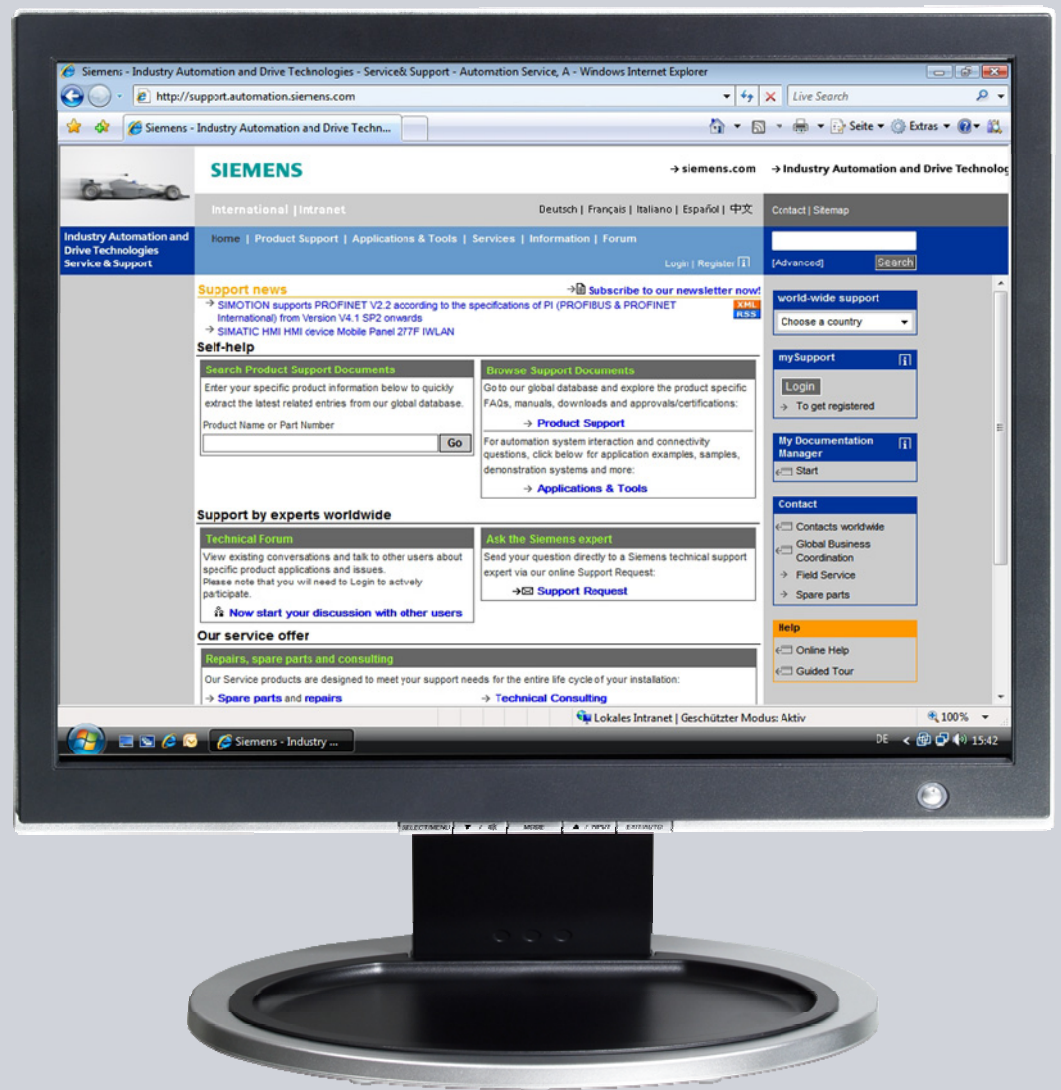 Siemens - Industry Automation and Drive Technologies - Service& Support - Automation Service, A - Windows Internet Explorer
http://support.automation.siemens.com
Live Search
Siemens - Industry Automation and Drive Techn...
Seite
Extras
SIEMENS
→ siemens.com
→ Industry Automation and Drive Technolog
International | Intranet
Deutsch | Français | Italiano | Español | 中文
Contact | Sitemap
Industry Automation and
Drive Technologies
Service & Support
Home | Product Support | Applications & Tools | Services | Information | Forum
Login | Register
[Advanced]
Search
Support news
→ Subscribe to our newsletter now!
→ SIMOTION supports PROFINET V2.2 according to the specifications of PI (PROFIBUS & PROFINET
International) from Version V4.1 SP2 onwards
XML
RSS
→ SIMATIC HMI HMI device Mobile Panel 277F IWLAN
Self-help
Search Product Support Documents
Enter your specific product information below to quickly
extract the latest related entries from our global database.
Product Name or Part Number
Go
Browse Support Documents
Go to our global database and explore the product specific
FAQs, manuals, downloads and approvals/certifications:
→ Product Support
For automation system interaction and connectivity
questions, click below for application examples, samples,
demonstration systems and more:
→ Applications & Tools
Support by experts worldwide
Technical Forum
View existing conversations and talk to other users about
specific product applications and issues.
Please note that you will need to Login to actively
participate.
Now start your discussion with other users
Ask the Siemens expert
Send your question directly to a Siemens technical support
expert via our online Support Request:
→ Support Request
Our service offer
Repairs, spare parts and consulting
Our Service products are designed to meet your support needs for the entire life cycle of your installation:
→ Spare parts and repairs
→ Technical Consulting
world-wide support
Choose a country
mySupport
Login
→ To get registered
My Documentation
Manager
Start
Contact
Contacts worldwide
Global Business
Coordination
→ Field Service
→ Spare parts
Help
Online Help
Guided Tour
Lokales Intranet | Geschützter Modus: Aktiv
100%
Siemens - Industry ...
DE
15:42
SELECT/MENU
MODE